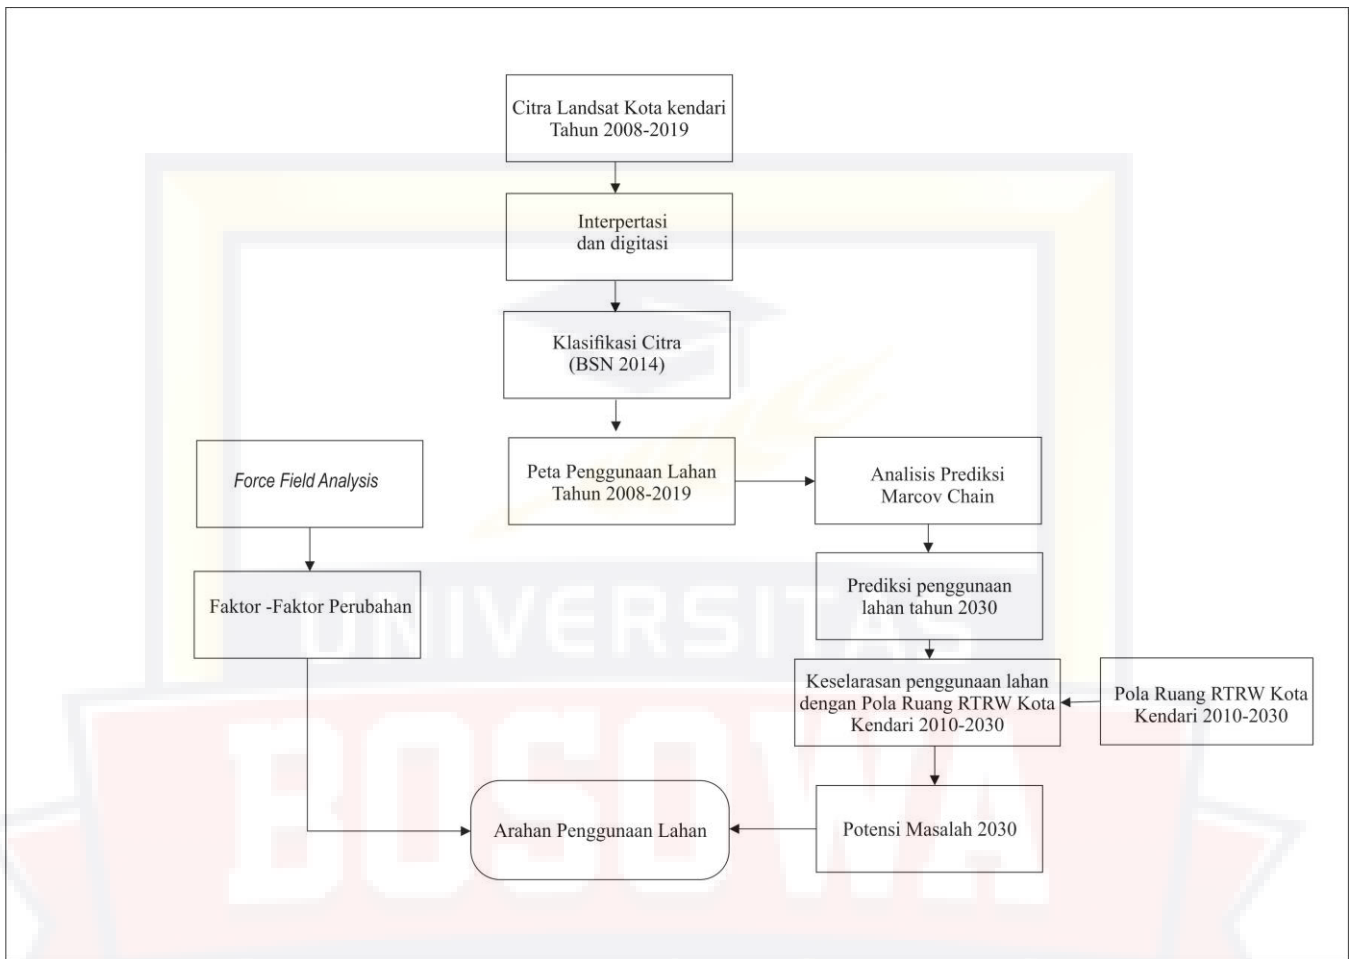 Citra Landsat Kota kendari
Tahun 2008-2019
Interpertasi
dan digitasi
Klasifikasi Citra
(BSN 2014)
Force Field Analysis
Peta Penggunaan Lahan
Tahun 2008-2019
Analisis Prediksi
Marcov Chain
Faktor -Faktor Perubahan
Prediksi penggunaan
lahan tahun 2030
Keselarasan penggunaan lahan
dengan Pola Ruang RTRW Kota
Kendari 2010-2030
Pola Ruang RTRW Kota
Kendari 2010-2030
Arahan Penggunaan Lahan
Potensi Masalah 2030
UNIVERSITAS
BOSOWA